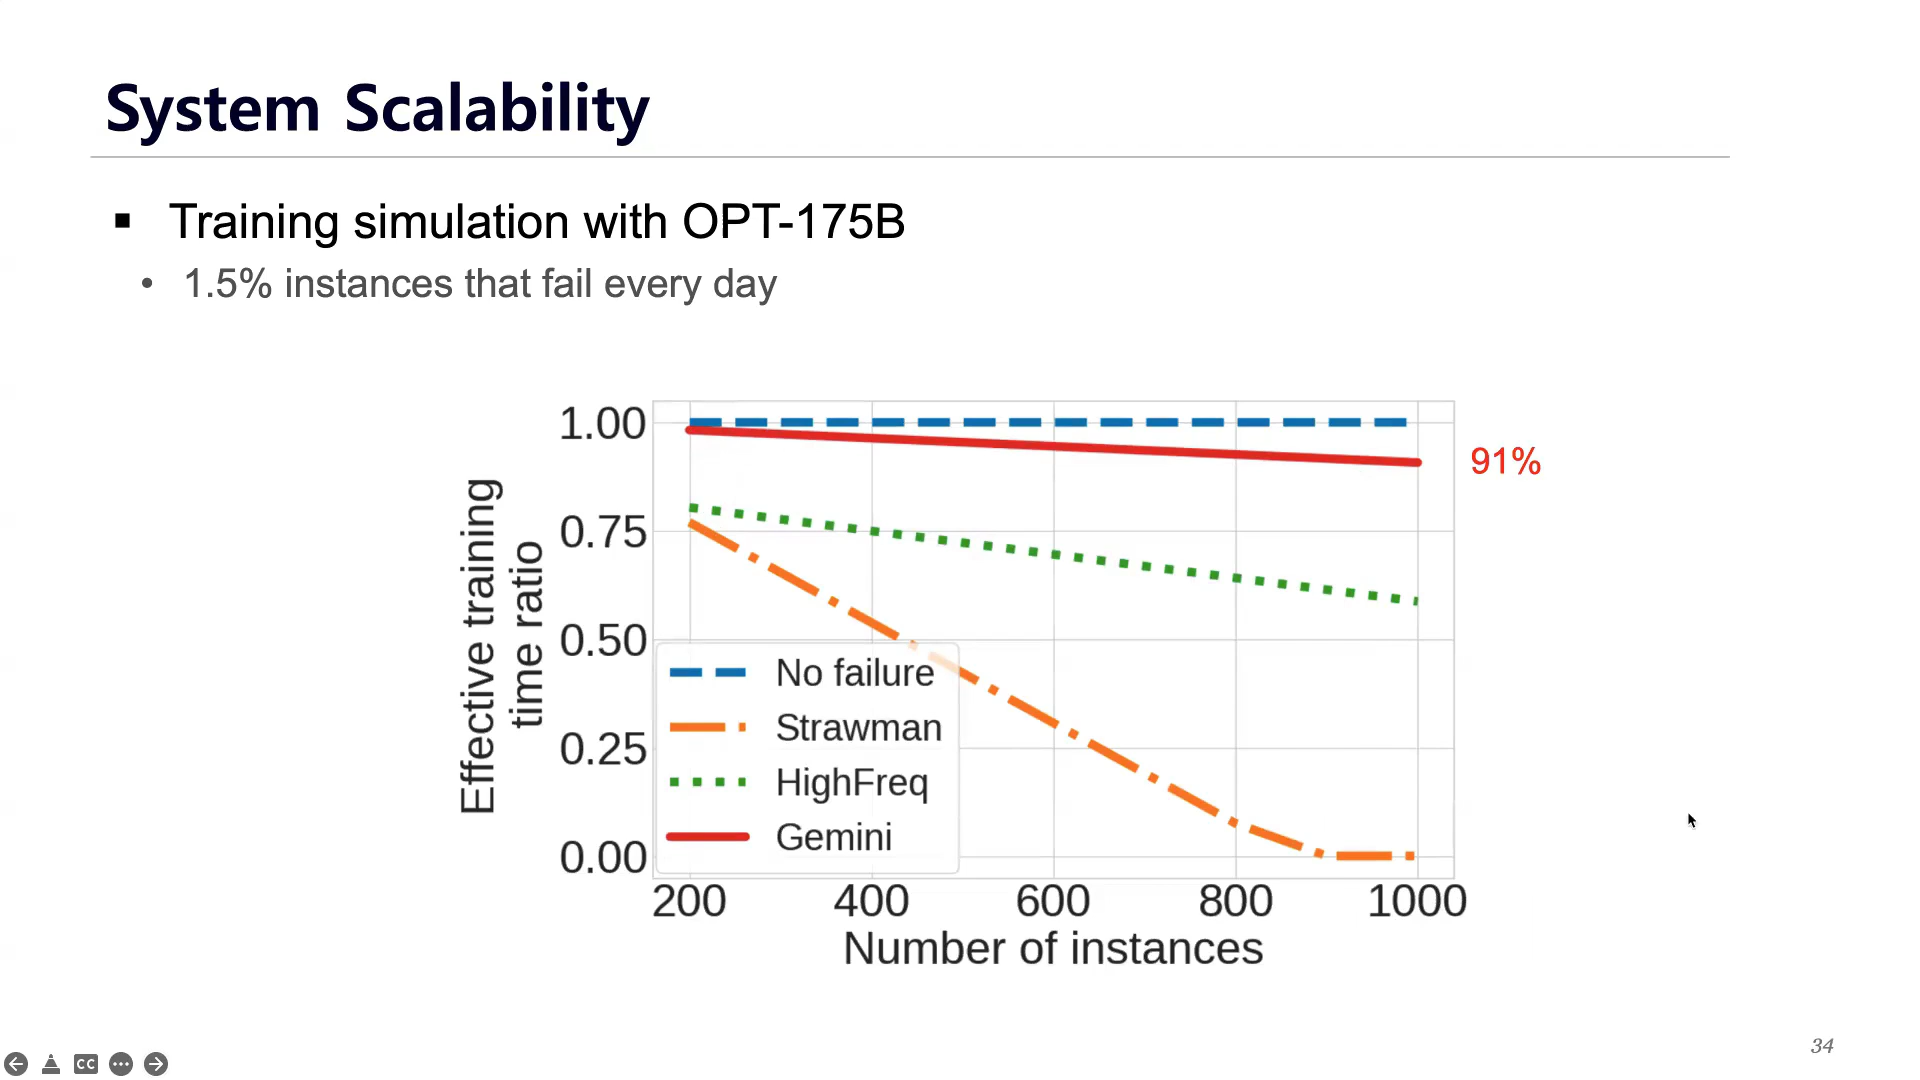 System Scalability
▪ Training simulation with OPT-175B
• 1.5% instances that fail every day
1.00
0.75
0.50
0.25
0.00
Effective training
time ratio
91%
No failure
Strawman
HighFreq
Gemini
200 400 600 800 1000
Number of instances
34
CC